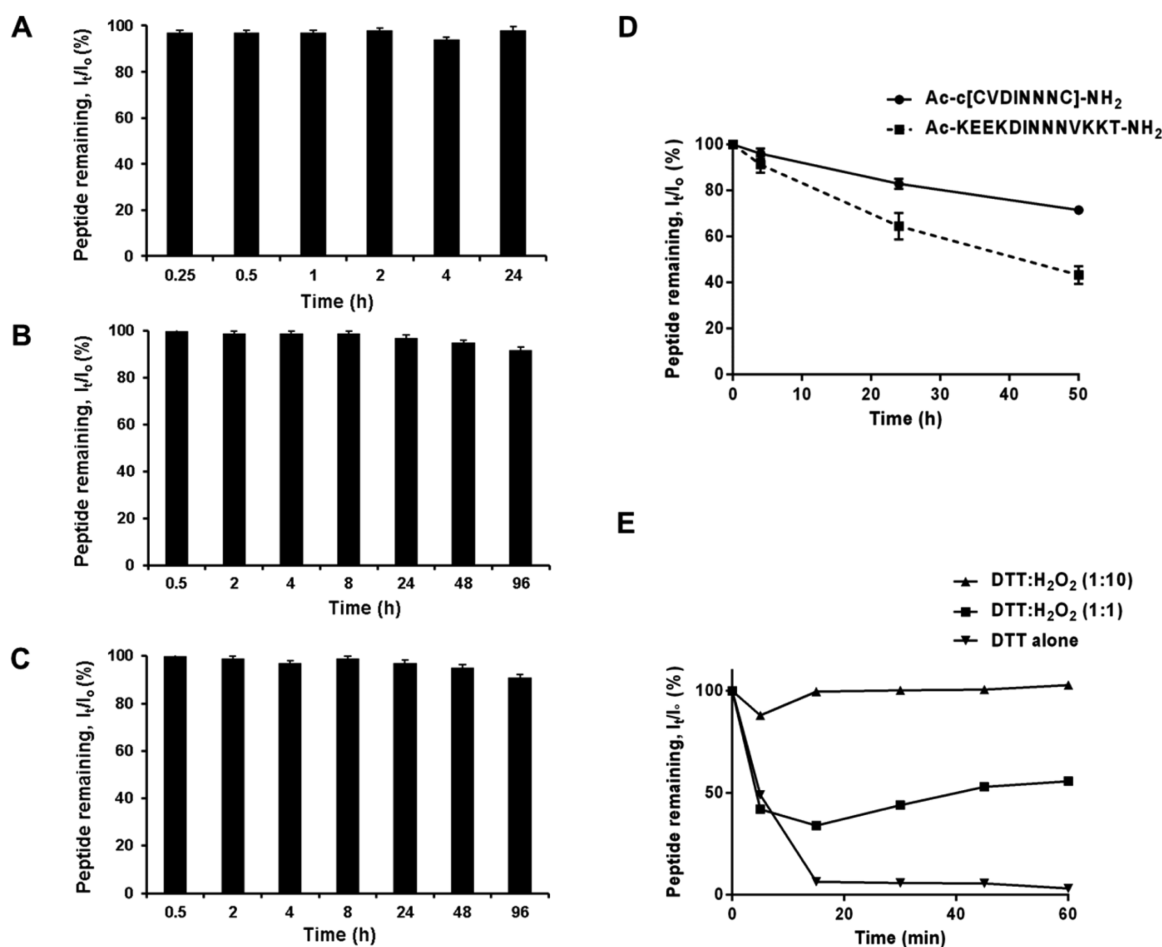 A
Peptide remaining, Iₜ/Iₒ (%)
100
80
60
40
20
0
0.25 0.5 1 2 4 24
Time (h)
B
Peptide remaining, Iₜ/Iₒ (%)
100
80
60
40
20
0
0.5 2 4 8 24 48 96
Time (h)
C
Peptide remaining, Iₜ/Iₒ (%)
100
80
60
40
20
0
0.5 2 4 8 24 48 96
Time (h)
D
Ac-c[CVDINNNC]-NH₂
Ac-KEEKDINNNVKKT-NH₂
Peptide remaining, Iₜ/Iₒ (%)
100
80
60
40
20
0
0 10 20 30 40 50
Time (h)
E
DTT:H₂O₂ (1:10)
DTT:H₂O₂ (1:1)
DTT alone
Peptide remaining, Iₜ/Iₒ (%)
100
50
0
0 20 40 60
Time (min)